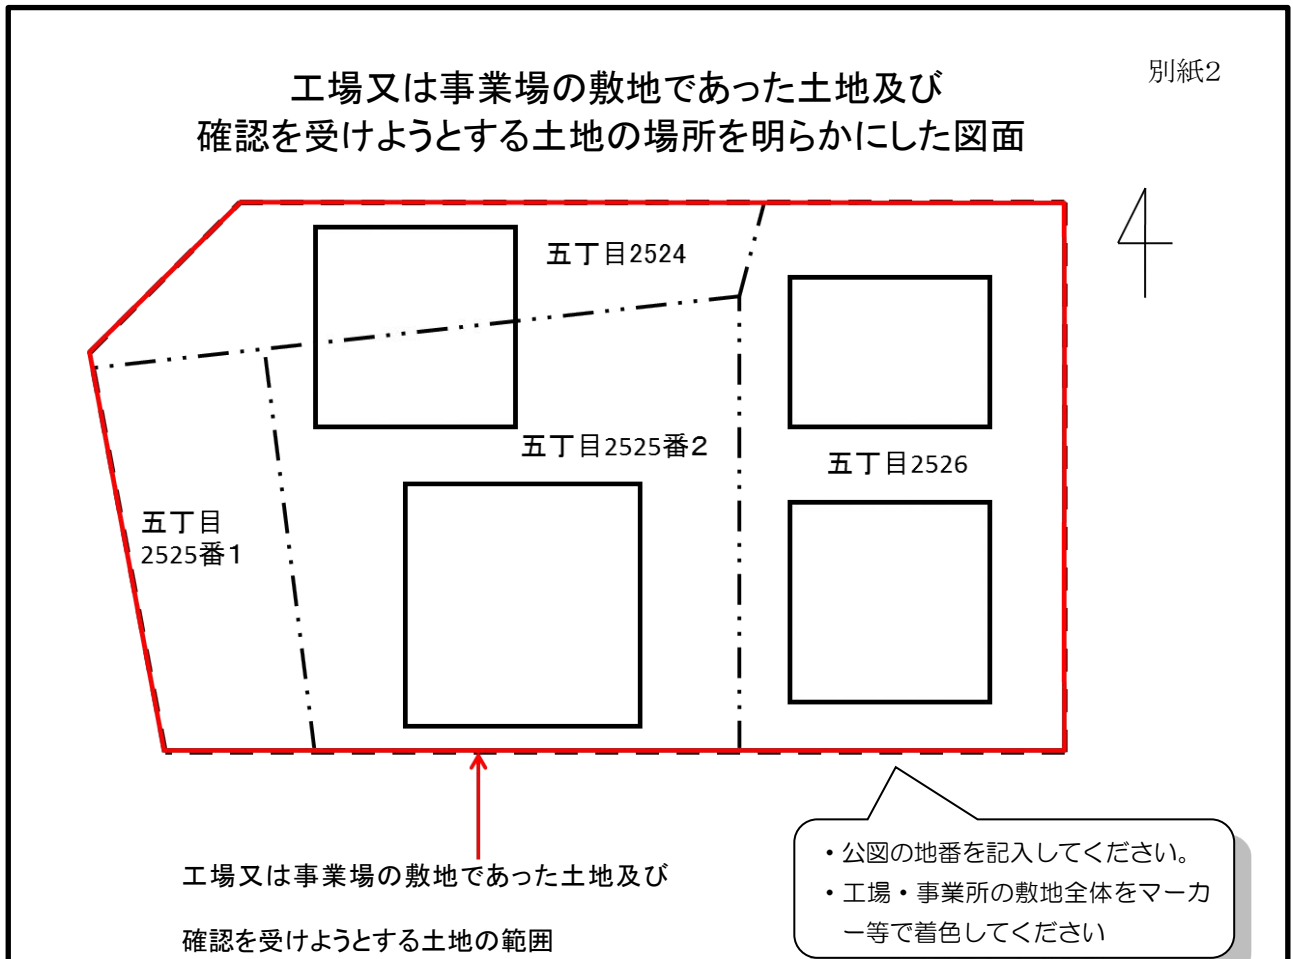 別紙2
工場又は事業場の敷地であった土地及び
確認を受けようとする土地の場所を明らかにした図面
五丁目2524
五丁目2525番2
五丁目2526
五丁目
2525番1
工場又は事業場の敷地であった土地及び
確認を受けようとする土地の範囲
・公図の地番を記入してください。
・工場・事業所の敷地全体をマーカ
ー等で着色してください